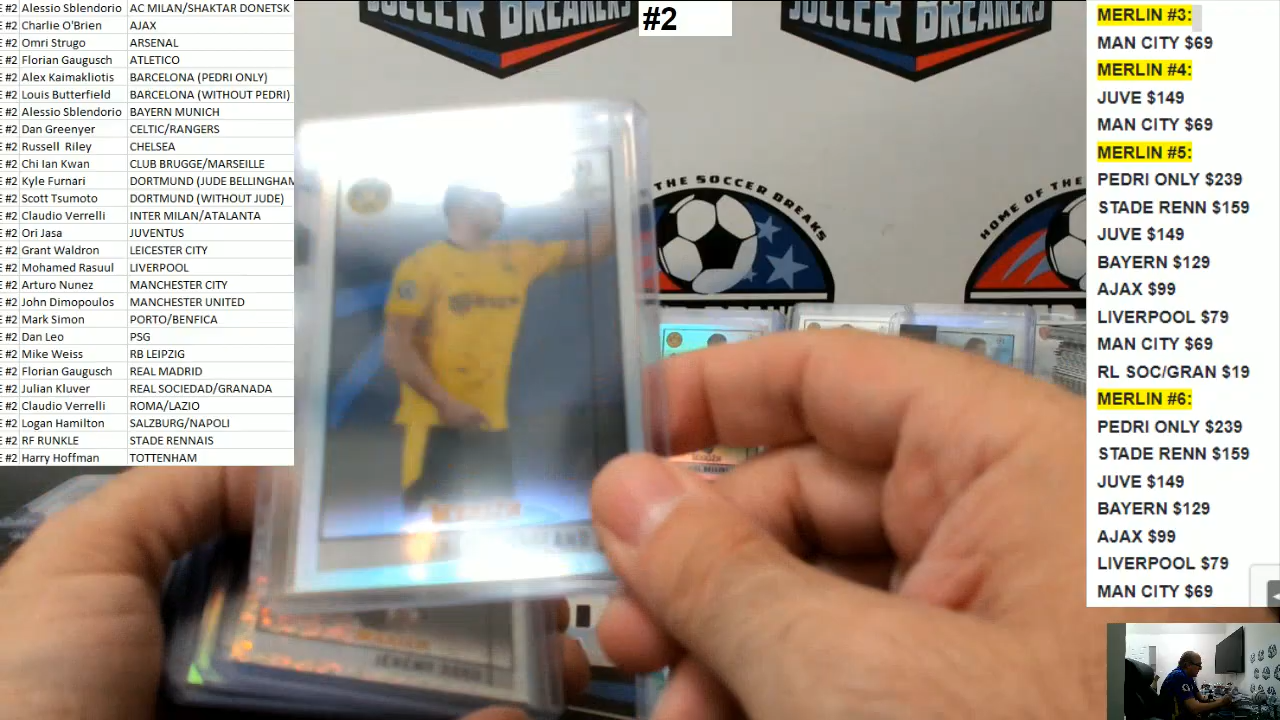 E #2 Alessio Sblendorio AC MILAN/SHAKTAR DONETSK
E #2 Charlie O'Brien AJAX
E #2 Omri Strugo ARSENAL
E #2 Florian Gaugusch ATLETICO
E #2 Alex Kaimakliotis BARCELONA (PEDRI ONLY)
E #2 Louis Butterfield BARCELONA (WITHOUT PEDRI)
E #2 Alessio Sblendorio BAYERN MUNICH
E #2 Dan Greenyer CELTIC/RANGERS
E #2 Russell Riley CHELSEA
E #2 Chi Ian Kwan CLUB BRUGGE/MARSEILLE
E #2 Kyle Furnari DORTMUND (JUDE BELLINGHAM
E #2 Scott Tsumoto DORTMUND (WITHOUT JUDE)
E #2 Claudio Verrelli INTER MILAN/ATALANTA
E #2 Ori Jasa JUVENTUS
E #2 Grant Waldron LEICESTER CITY
E #2 Mohamed Rasuul LIVERPOOL
E #2 Arturo Nunez MANCHESTER CITY
E #2 John Dimopoulos MANCHESTER UNITED
E #2 Mark Simon PORTO/BENFICA
E #2 Dan Leo PSG
E #2 Mike Weiss RB LEIPZIG
E #2 Florian Gaugusch REAL MADRID
E #2 Julian Kluver REAL SOCIEDAD/GRANADA
E #2 Claudio Verrelli ROMA/LAZIO
E #2 Logan Hamilton SALZBURG/NAPOLI
E #2 RF RUNKLE STADE RENNAIS
E #2 Harry Hoffman TOTTENHAM
SOCCER BREAKERS
#2
SOCCER BREAKERS
THE SOCCER BREAKS
HOME OF THE
MERLIN
MERLIN #3:
MAN CITY $69
MERLIN #4:
JUVE $149
MAN CITY $69
MERLIN #5:
PEDRI ONLY $239
STADE RENN $159
JUVE $149
BAYERN $129
AJAX $99
LIVERPOOL $79
MAN CITY $69
RL SOC/GRAN $19
MERLIN #6:
PEDRI ONLY $239
STADE RENN $159
JUVE $149
BAYERN $129
AJAX $99
LIVERPOOL $79
MAN CITY $69